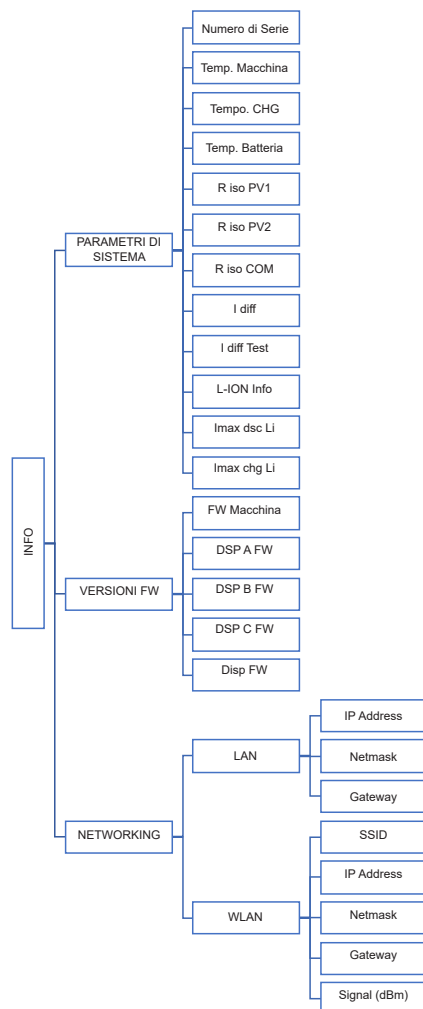 INFO
PARAMETRI DI
SISTEMA
Numero di Serie
Temp. Macchina
Tempo. CHG
Temp. Batteria
R iso PV1
R iso PV2
R iso COM
I diff
I diff Test
L-ION Info
Imax dsc Li
Imax chg Li
VERSIONI FW
FW Macchina
DSP A FW
DSP B FW
DSP C FW
Disp FW
NETWORKING
LAN
IP Address
Netmask
Gateway
WLAN
SSID
IP Address
Netmask
Gateway
Signal (dBm)